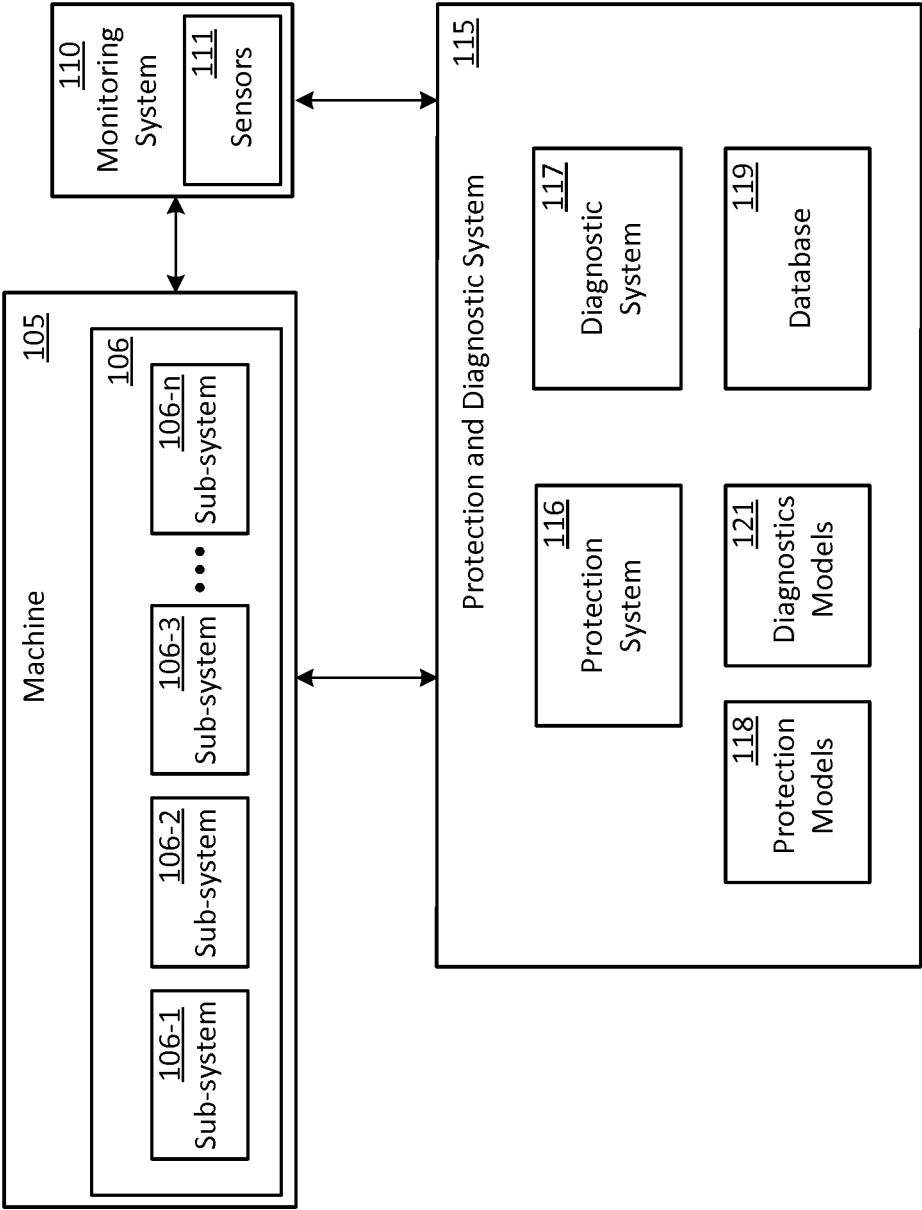 Machine
105
106
106-1
Sub-system
106-2
Sub-system
106-3
Sub-system
•••
106-n
Sub-system
110
Monitoring
System
111
Sensors
115
Protection and Diagnostic System
116
Protection
System
117
Diagnostic
System
118
Protection
Models
121
Diagnostics
Models
119
Database